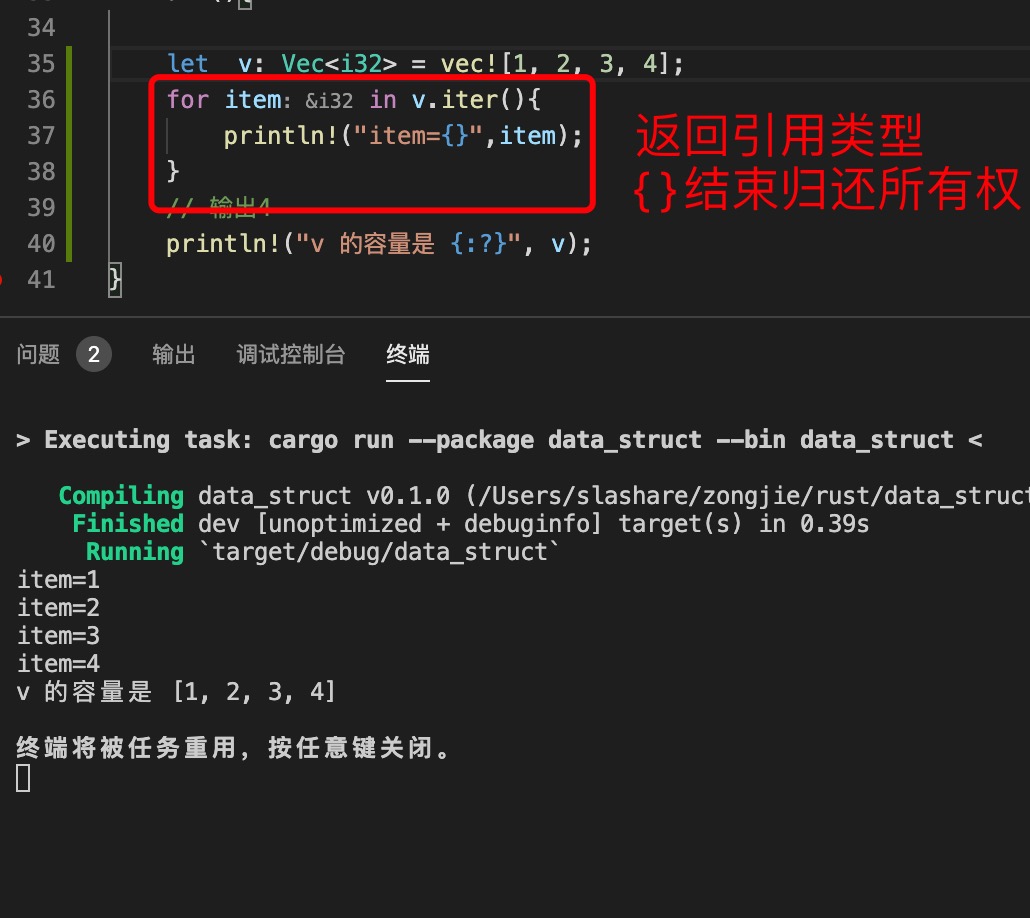 34
35 let v: Vec<i32> = vec![1, 2, 3, 4];
36 for item: &i32 in v.iter(){
37 println!("item={}",item);
38 }
39 // 输出4
40 println!("v 的容量是 {:?}", v);
41 }
返回引用类型
{}结束归还所有权
问题 2 输出 调试控制台 终端
> Executing task: cargo run --package data_struct --bin data_struct <
Compiling data_struct v0.1.0 (/Users/slashare/zongjie/rust/data_struct
Finished dev [unoptimized + debuginfo] target(s) in 0.39s
Running `target/debug/data_struct`
item=1
item=2
item=3
item=4
v 的容量是 [1, 2, 3, 4]
终端将被任务重用，按任意键关闭。